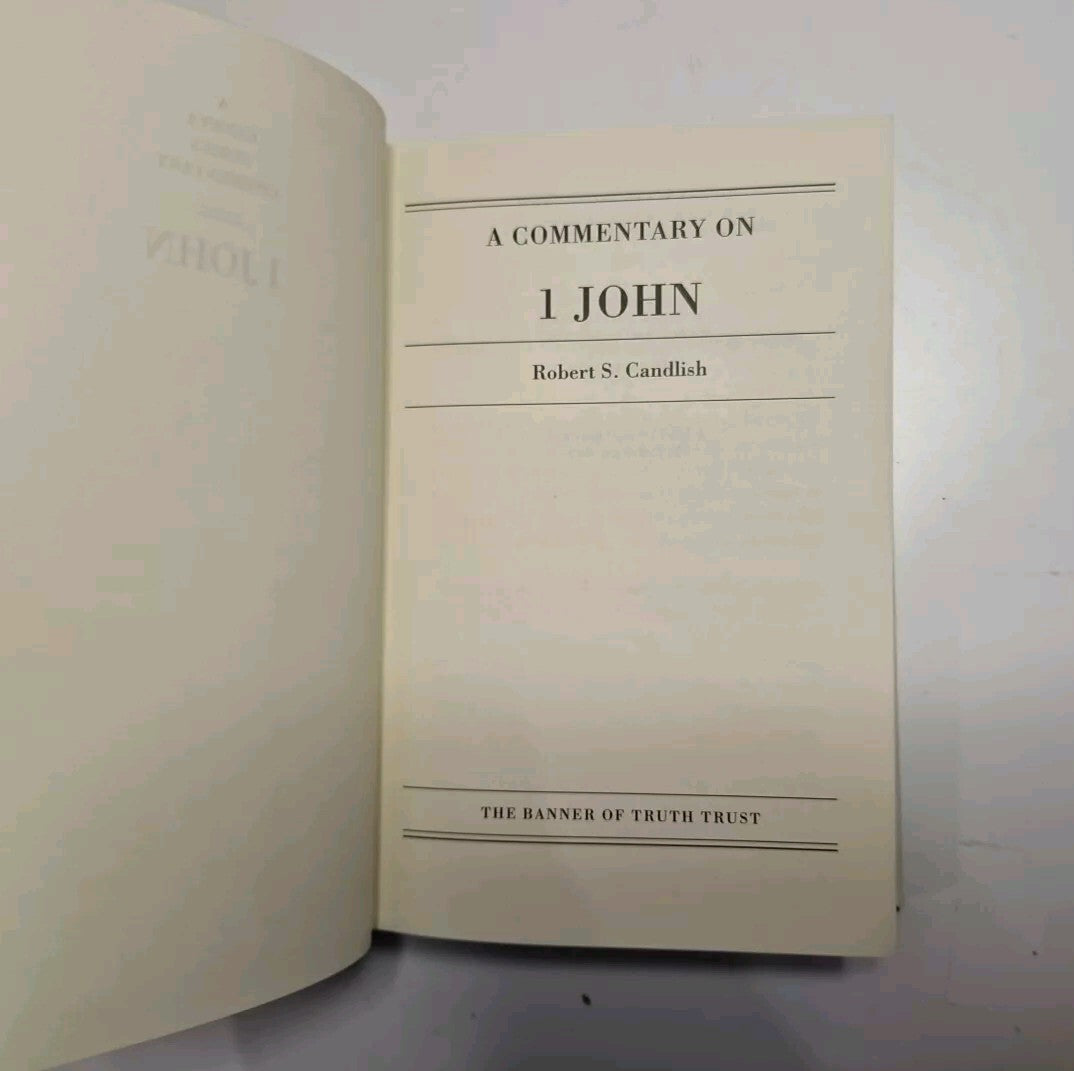 A COMMENTARY ON
1 JOHN
Robert S. Candlish
THE BANNER OF TRUTH TRUST